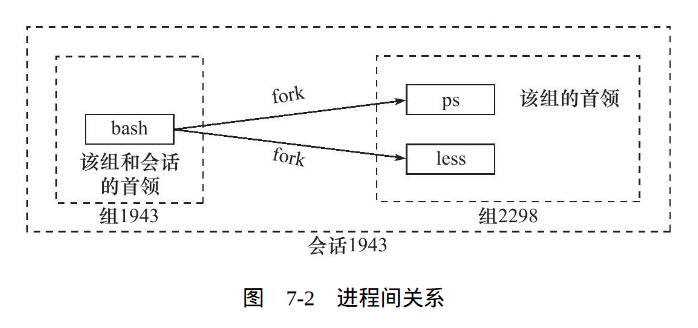 fork
ps
该组的首领
bash
fork
less
该组和会话
的首领
组1943
组2298
会话1943
图 7-2 进程间关系